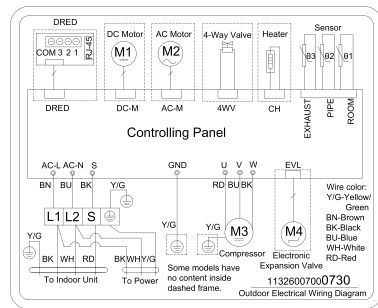 DRED
DC Motor
AC Motor
4-Way Valve
Heater
Sensor
COM 3 2 1
RJ-45
M1
M2
θ3
θ2
θ1
DRED
DC-M
AC-M
4WV
CH
EXHAUST
PIPE
ROOM
Controlling Panel
AC-L AC-N S
GND
U V W
EVL
BN BU BK
Y/G
RD BU BK
L1 L2 S
Y/G
Y/G
Y/G
M3
M4
BK WH RD
BK WH Y/G
Compressor
Electronic
Expansion Valve
To Indoor Unit
To Power
Some models have
no content inside
dashed frame.
Wire color:
Y/G-Yellow/
Green
BN-Brown
BK-Black
BU-Blue
WH-White
RD-Red
11326007000730
Outdoor Electrical Wiring Diagram